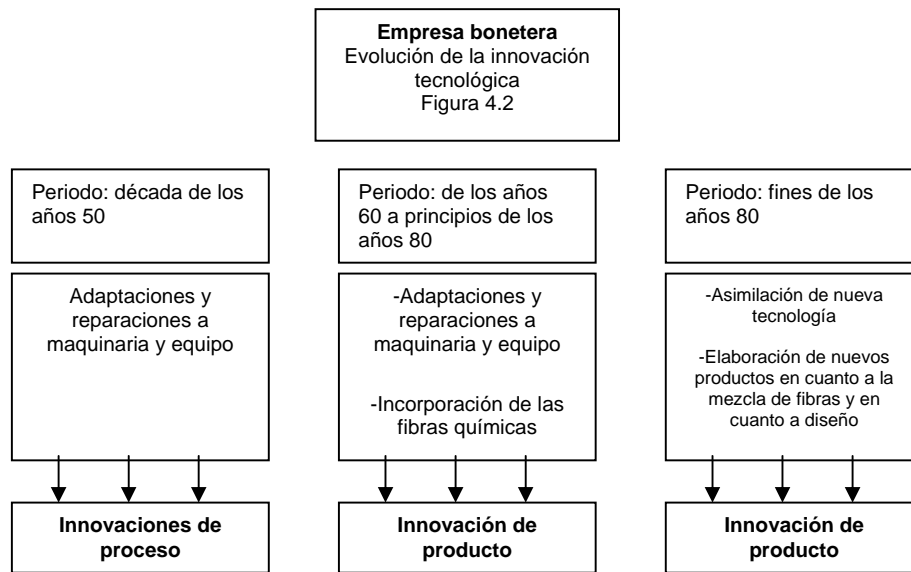 Empresa bonetera
Evolución de la innovación
tecnológica
Figura 4.2
Periodo: década de los
años 50
Adaptaciones y
reparaciones a
maquinaria y equipo
Innovaciones de
proceso
Periodo: de los años
60 a principios de los
años 80
-Adaptaciones y
reparaciones a
maquinaria y equipo
-Incorporación de las
fibras químicas
Innovación de
producto
Periodo: fines de los
años 80
-Asimilación de nueva
tecnología
-Elaboración de nuevos
productos en cuanto a la
mezcla de fibras y en
cuanto a diseño
Innovación de
producto